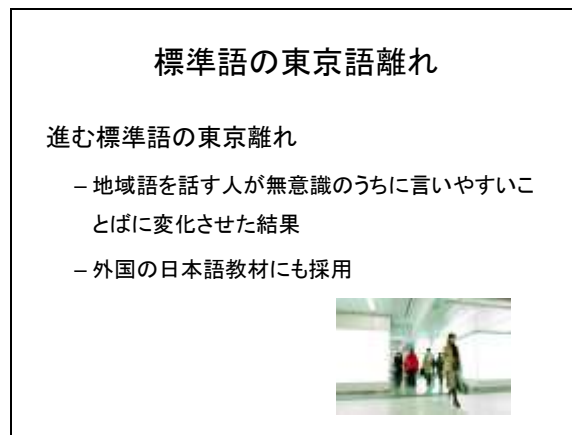 標準語の東京語離れ
進む標準語の東京離れ
– 地域語を話す人が無意識のうちに言いやすいこ
とばに変化させた結果
– 外国の日本語教材にも採用